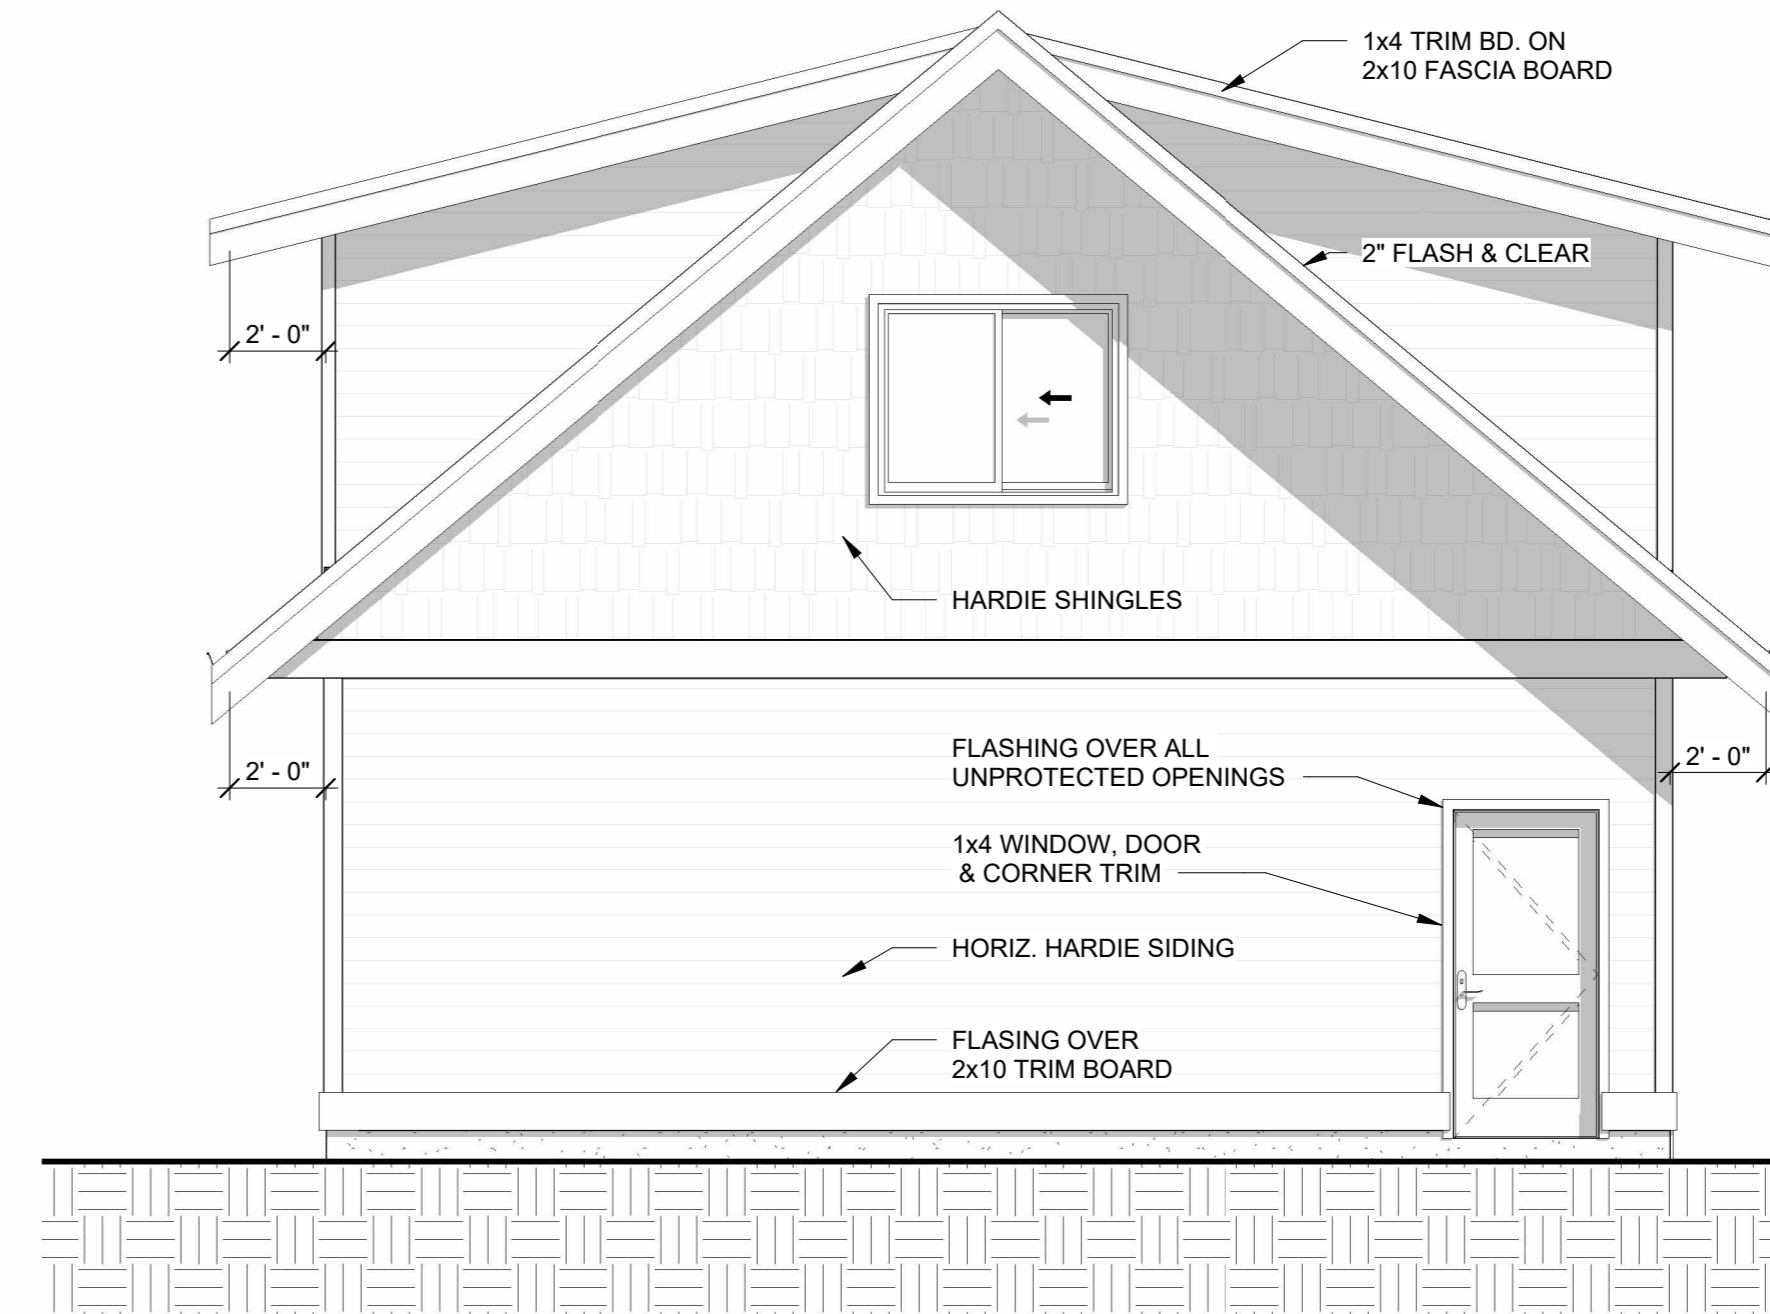 1x4 TRIM BD. ON
2x10 FASCIA BOARD
2" FLASH & CLEAR
2' - 0"
HARDIE SHINGLES
FLASHING OVER ALL
UNPROTECTED OPENINGS
2' - 0"
2' - 0"
1x4 WINDOW, DOOR
& CORNER TRIM
HORIZ. HARDIE SIDING
FLASING OVER
2x10 TRIM BOARD